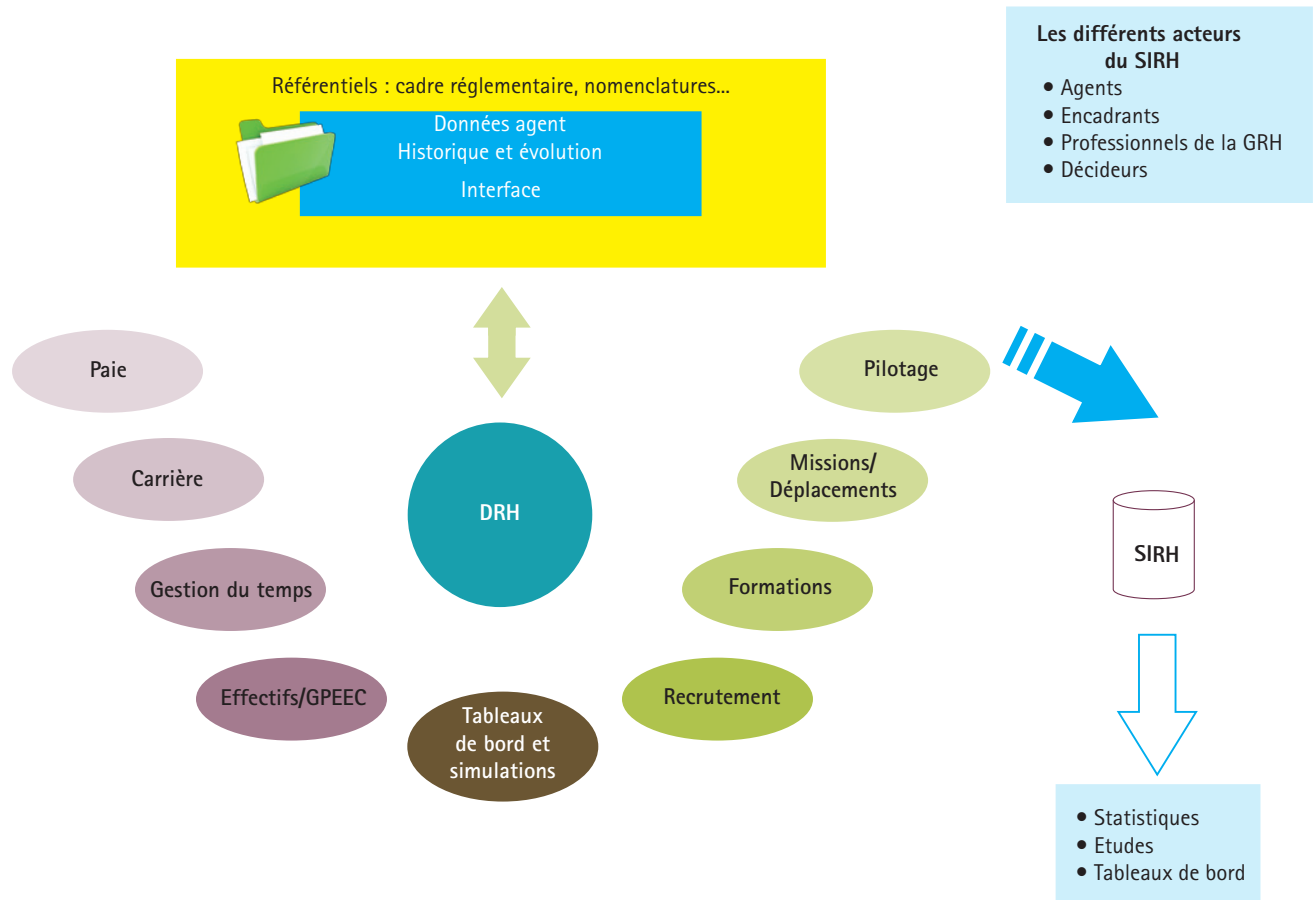 Référentiels : cadre réglementaire, nomenclatures...
Données agent
Historique et évolution
Interface
Les différents acteurs
du SIRH
• Agents
• Encadrants
• Professionnels de la GRH
• Décideurs
Paie
Carrière
Gestion du temps
Effectifs/GPEEC
DRH
Tableaux
de bord et
simulations
Pilotage
Missions/
Déplacements
Formations
Recrutement
SIRH
• Statistiques
• Etudes
• Tableaux de bord